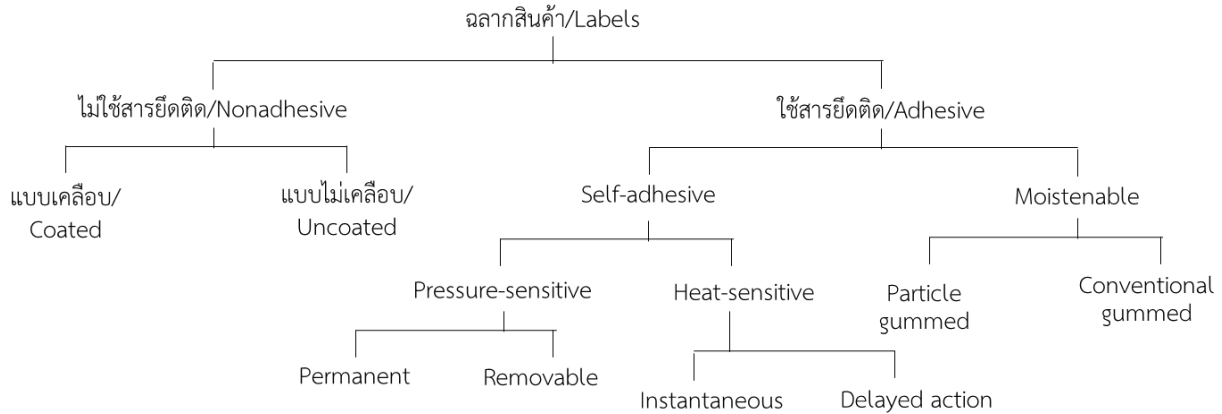 ฉลากสินค้า/Labels
ไม่ใช้สารยึดติด/Nonadhesive
ใช้สารยึดติด/Adhesive
แบบเคลือบ/
Coated
แบบไม่เคลือบ/
Uncoated
Self-adhesive
Moistenable
Pressure-sensitive
Heat-sensitive
Particle
gummed
Conventional
gummed
Permanent
Removable
Instantaneous
Delayed action